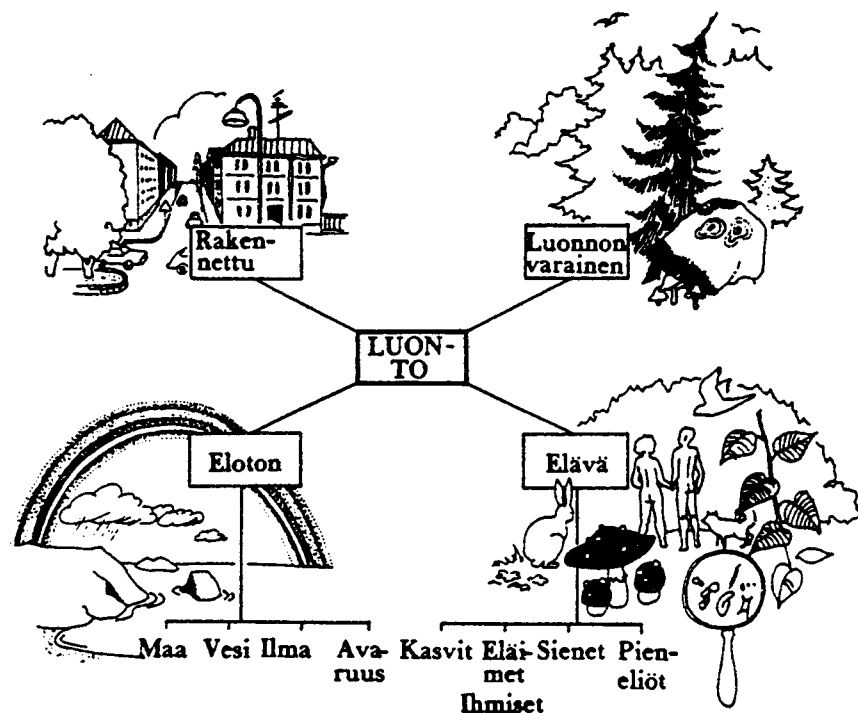 Raken-
nettu
Luonnon
varainen
LUON-
TO
Eloton
Elävä
Maa Vesi Ilma Ava-
ruus
Kasvit Eläi- Sienet Pien-
met eliöt
Ihmiset